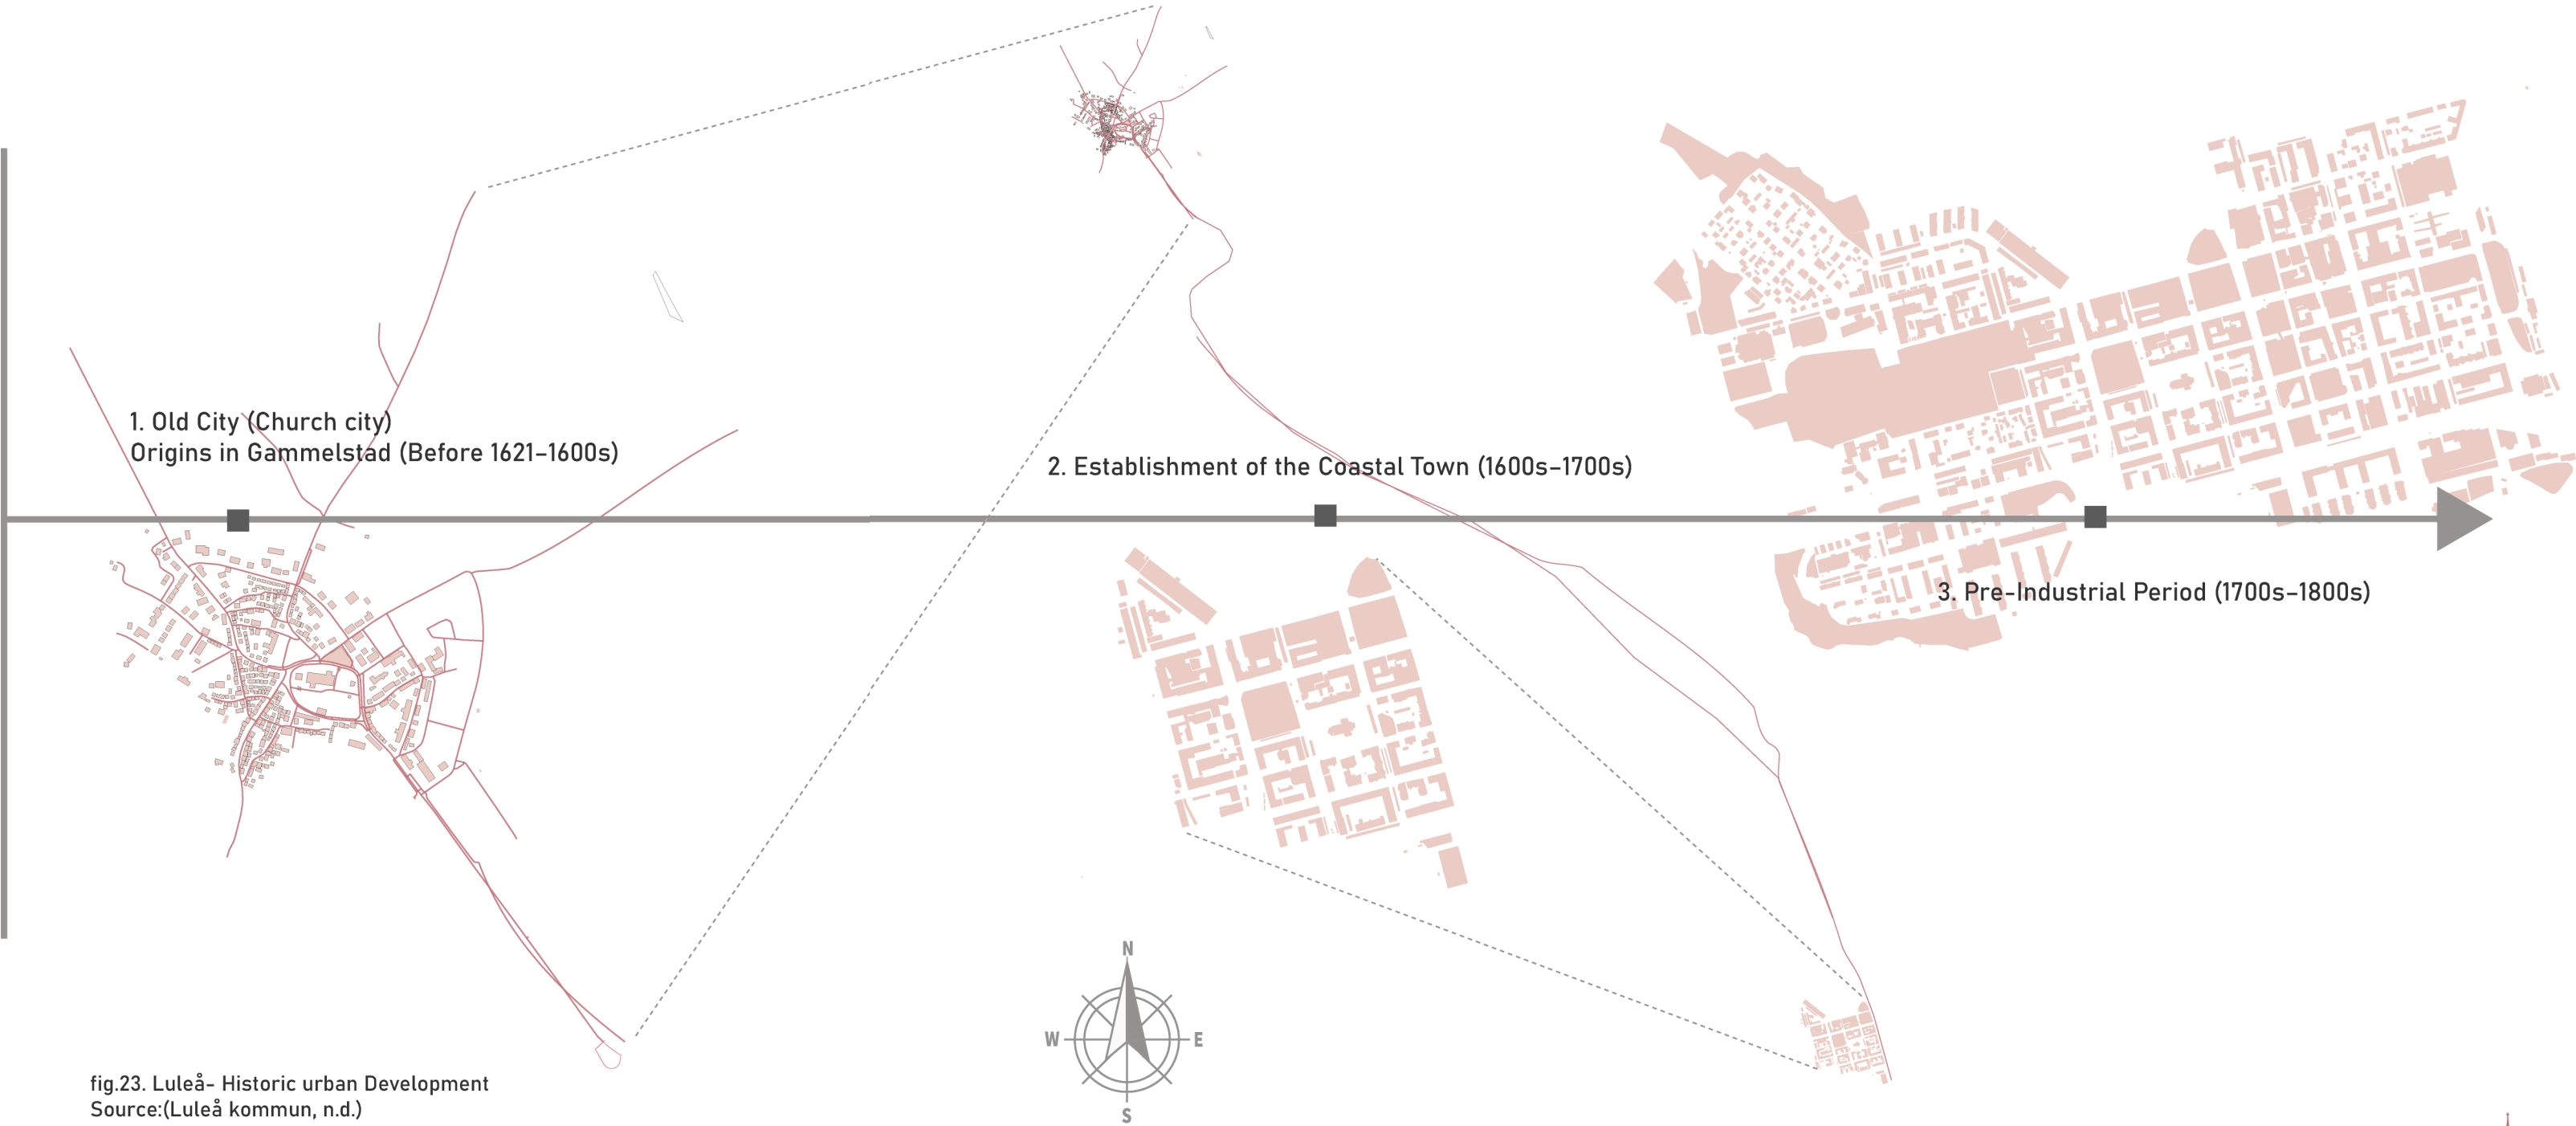 1. Old City (Church city)
Origins in Gammelstad (Before 1621-1600s)
2. Establishment of the Coastal Town (1600s-1700s)
3. Pre-Industrial Period (1700s-1800s)
N
W
E
S
fig.23. Luleå- Historic urban Development
Source:(Luleå kommun, n.d.)